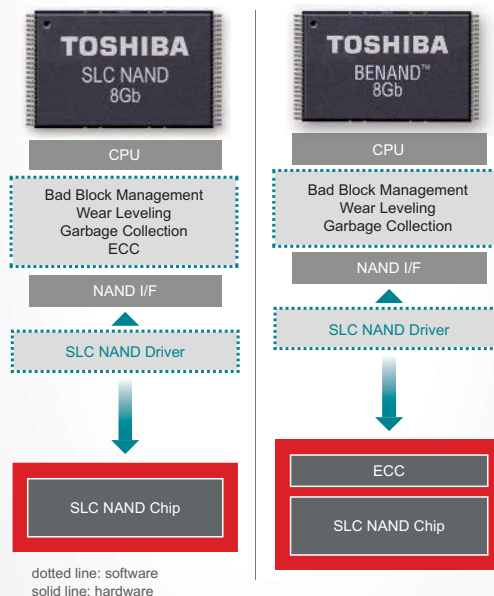 TOSHIBA
SLC NAND
8Gb
CPU
Bad Block Management
Wear Leveling
Garbage Collection
ECC
NAND I/F
SLC NAND Driver
SLC NAND Chip
dotted line: software
solid line: hardware
TOSHIBA
BENAND™
8Gb
CPU
Bad Block Management
Wear Leveling
Garbage Collection
NAND I/F
SLC NAND Driver
ECC
SLC NAND Chip